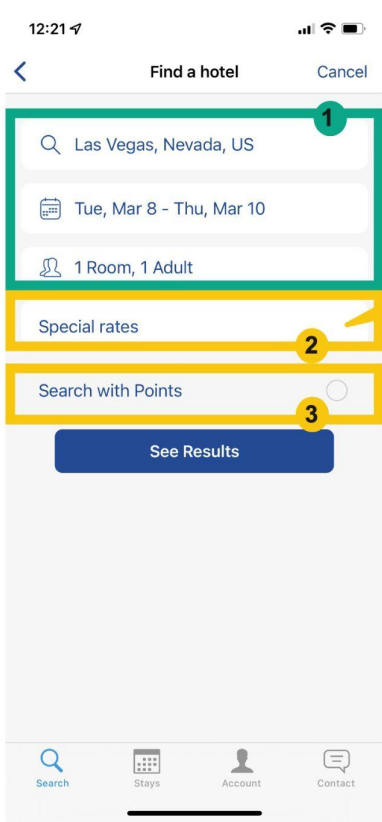 12:21
Find a hotel
Cancel
1
Las Vegas, Nevada, US
Tue, Mar 8 - Thu, Mar 10
1 Room, 1 Adult
Special rates
2
Search with Points
3
See Results
Search
Stays
Account
Contact